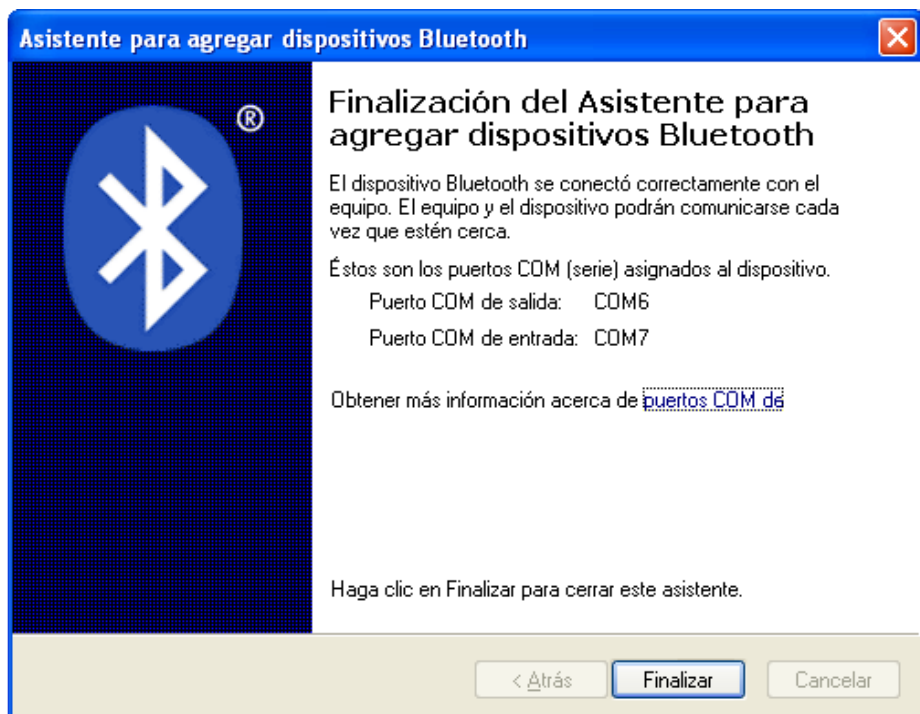 Asistente para agregar dispositivos Bluetooth
®
Finalización del Asistente para
agregar dispositivos Bluetooth
El dispositivo Bluetooth se conectó correctamente con el
equipo. El equipo y el dispositivo podrán comunicarse cada
vez que estén cerca.
Éstos son los puertos COM (serie) asignados al dispositivo.
Puerto COM de salida: COM6
Puerto COM de entrada: COM7
Obtener más información acerca de puertos COM de
Haga clic en Finalizar para cerrar este asistente.
< Atrás Finalizar Cancelar